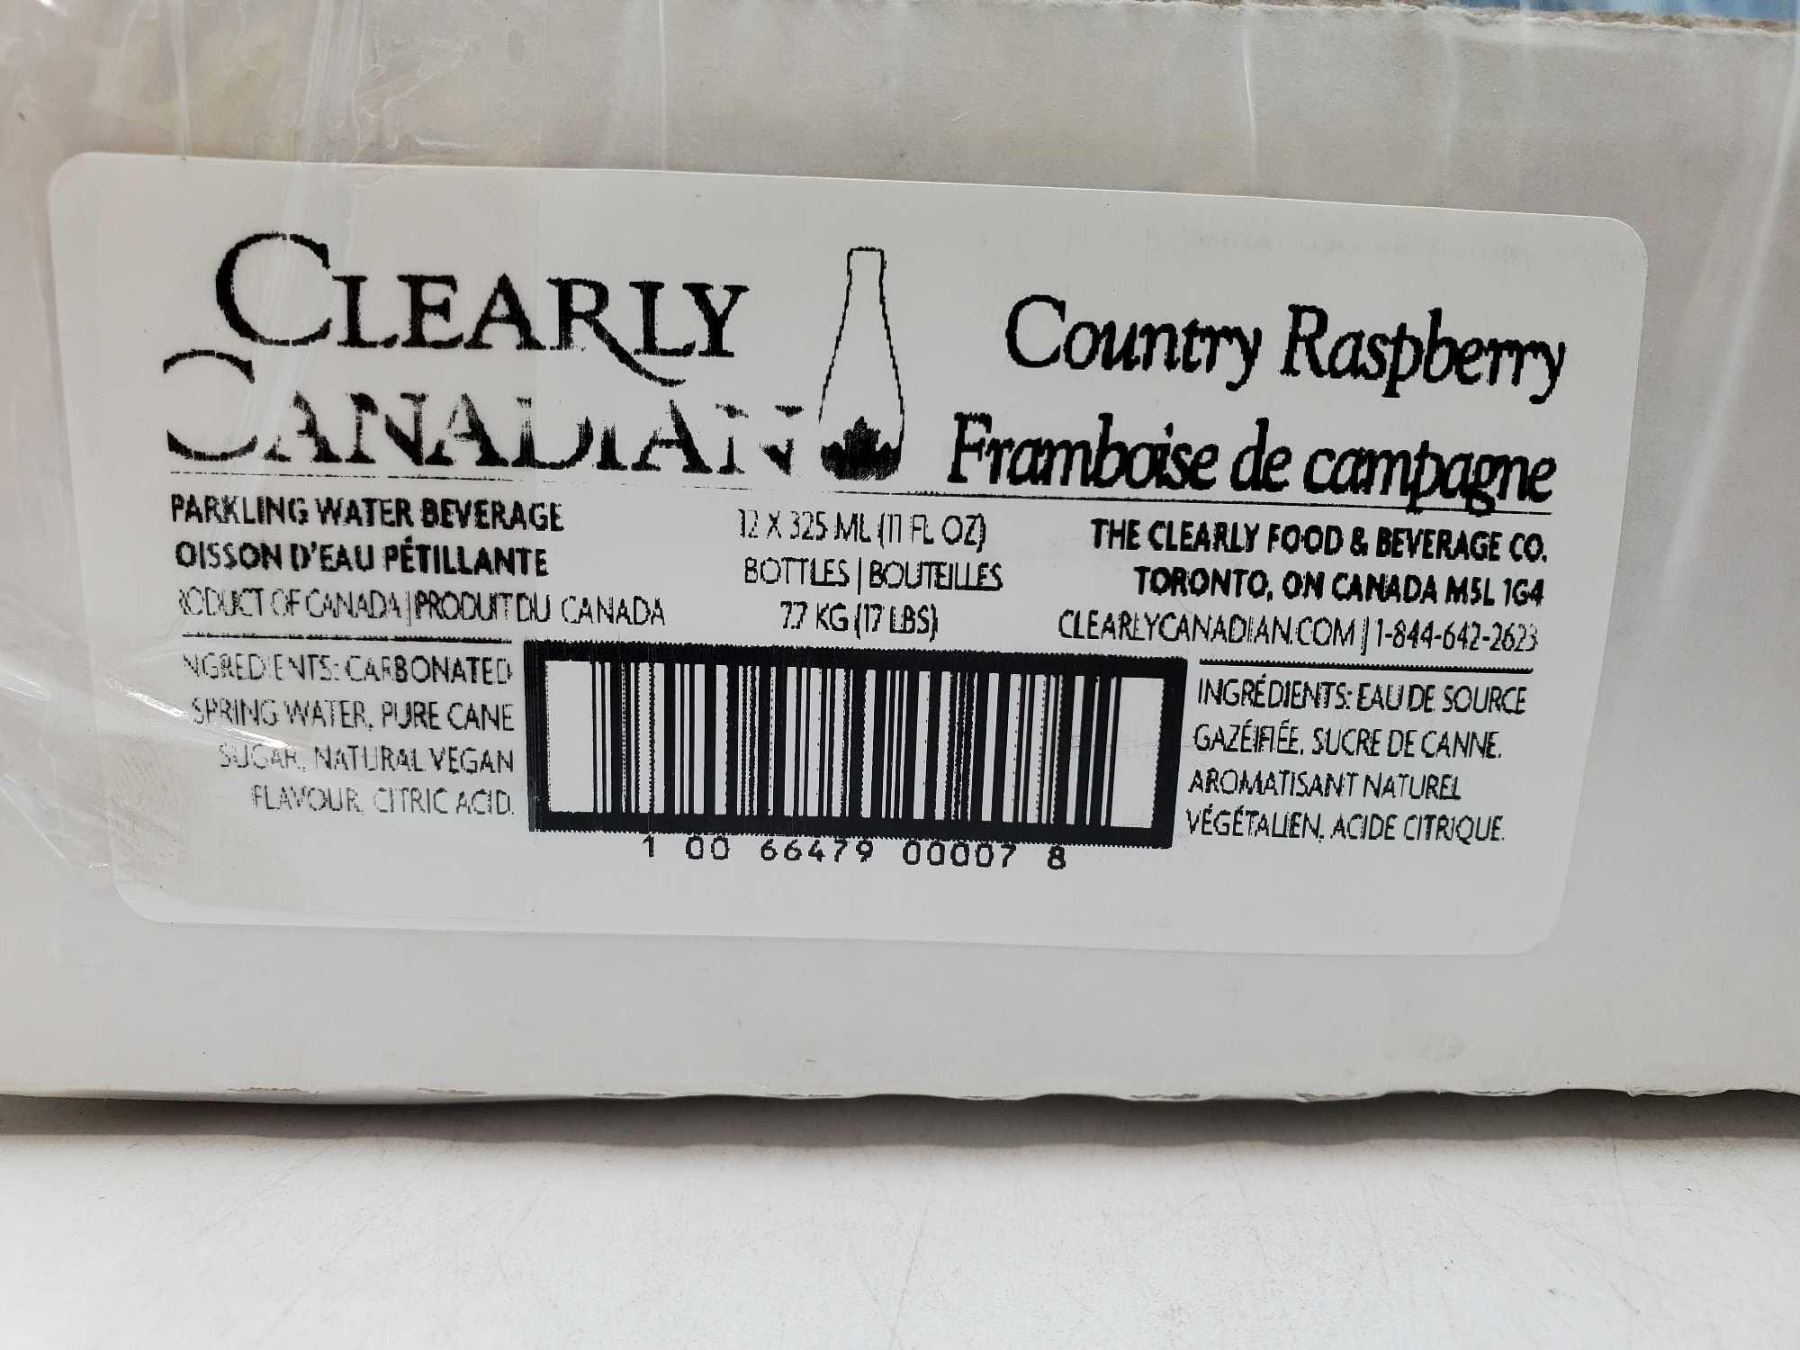 CLEARLY
CANADIAN
Country Raspberry
Framboise de campagne
PARKLING WATER BEVERAGE
OISSON D'EAU PÉTILLANTE
RODUCT OF CANADA | PRODUIT DU CANADA
12 X 325 ML (11 FL OZ)
BOTTLES | BOUTEILLES
7.7 KG (17 LBS)
THE CLEARLY FOOD & BEVERAGE CO.
TORONTO, ON CANADA M5L 1G4
CLEARLYCANADIAN.COM | 1-844-642-2623
INGREDIENTS: CARBONATED
SPRING WATER, PURE CANE
SUGAR, NATURAL VEGAN
FLAVOUR, CITRIC ACID.
1 00 66479 00007 8
INGRÉDIENTS: EAU DE SOURCE
GAZÉIFIÉE, SUCRE DE CANNE,
AROMATISANT NATUREL
VÉGÉTALIEN, ACIDE CITRIQUE.